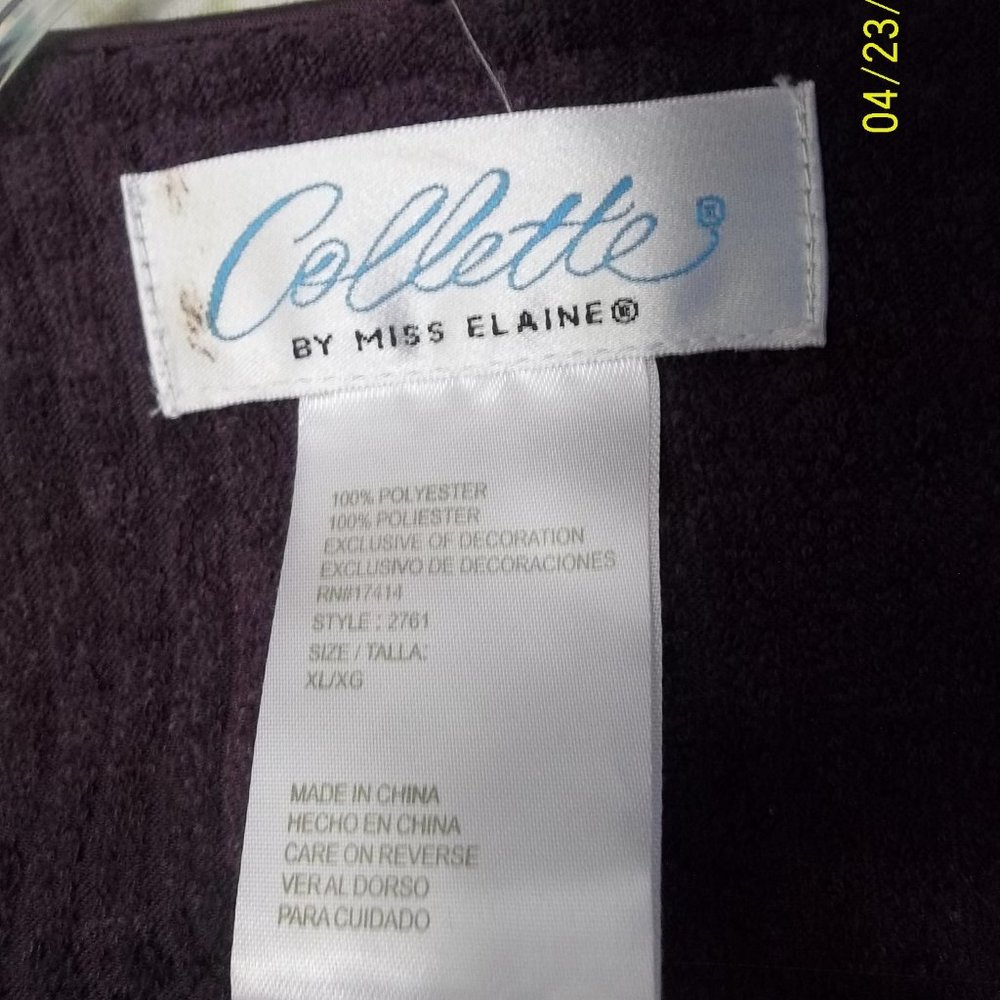 04/23/
Collette®
BY MISS ELAINE®
100% POLYESTER
100% POLIESTER
EXCLUSIVE OF DECORATION
EXCLUSIVO DE DECORACIONES
RN#17414
STYLE : 2761
SIZE / TALLA:
XL/XG
MADE IN CHINA
HECHO EN CHINA
CARE ON REVERSE
VER AL DORSO
PARA CUIDADO